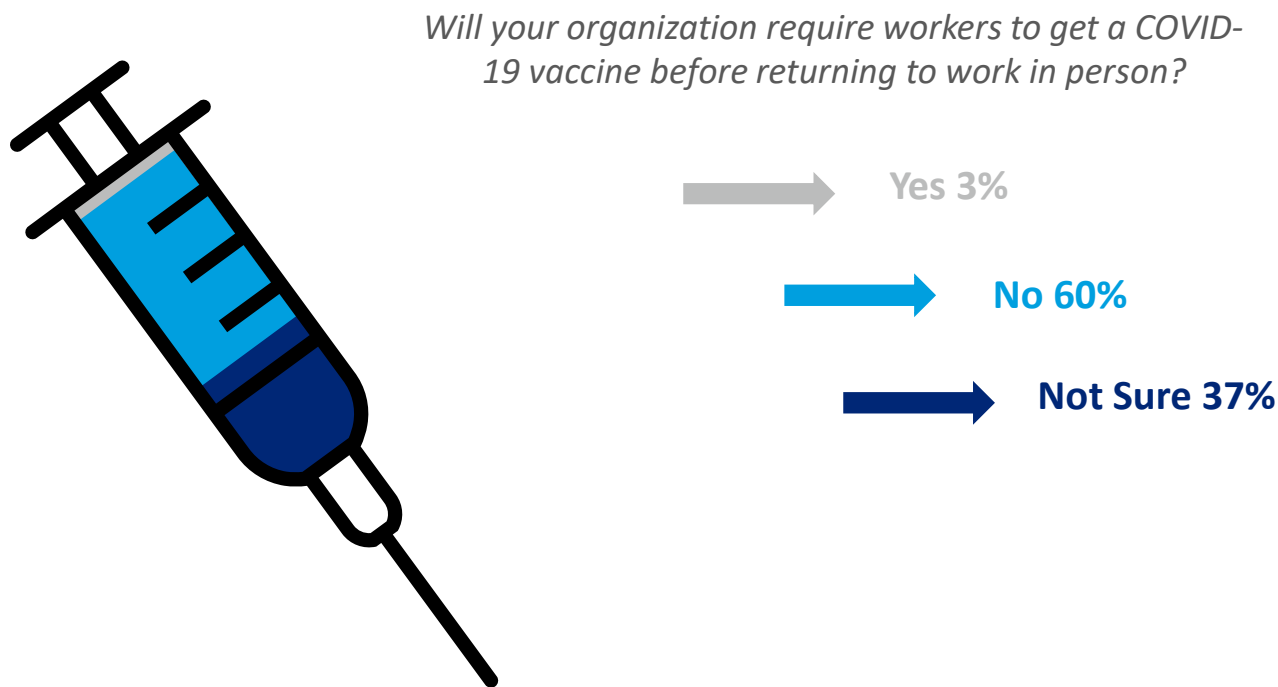 Will your organization require workers to get a COVID-
19 vaccine before returning to work in person?
Yes 3%
No 60%
Not Sure 37%